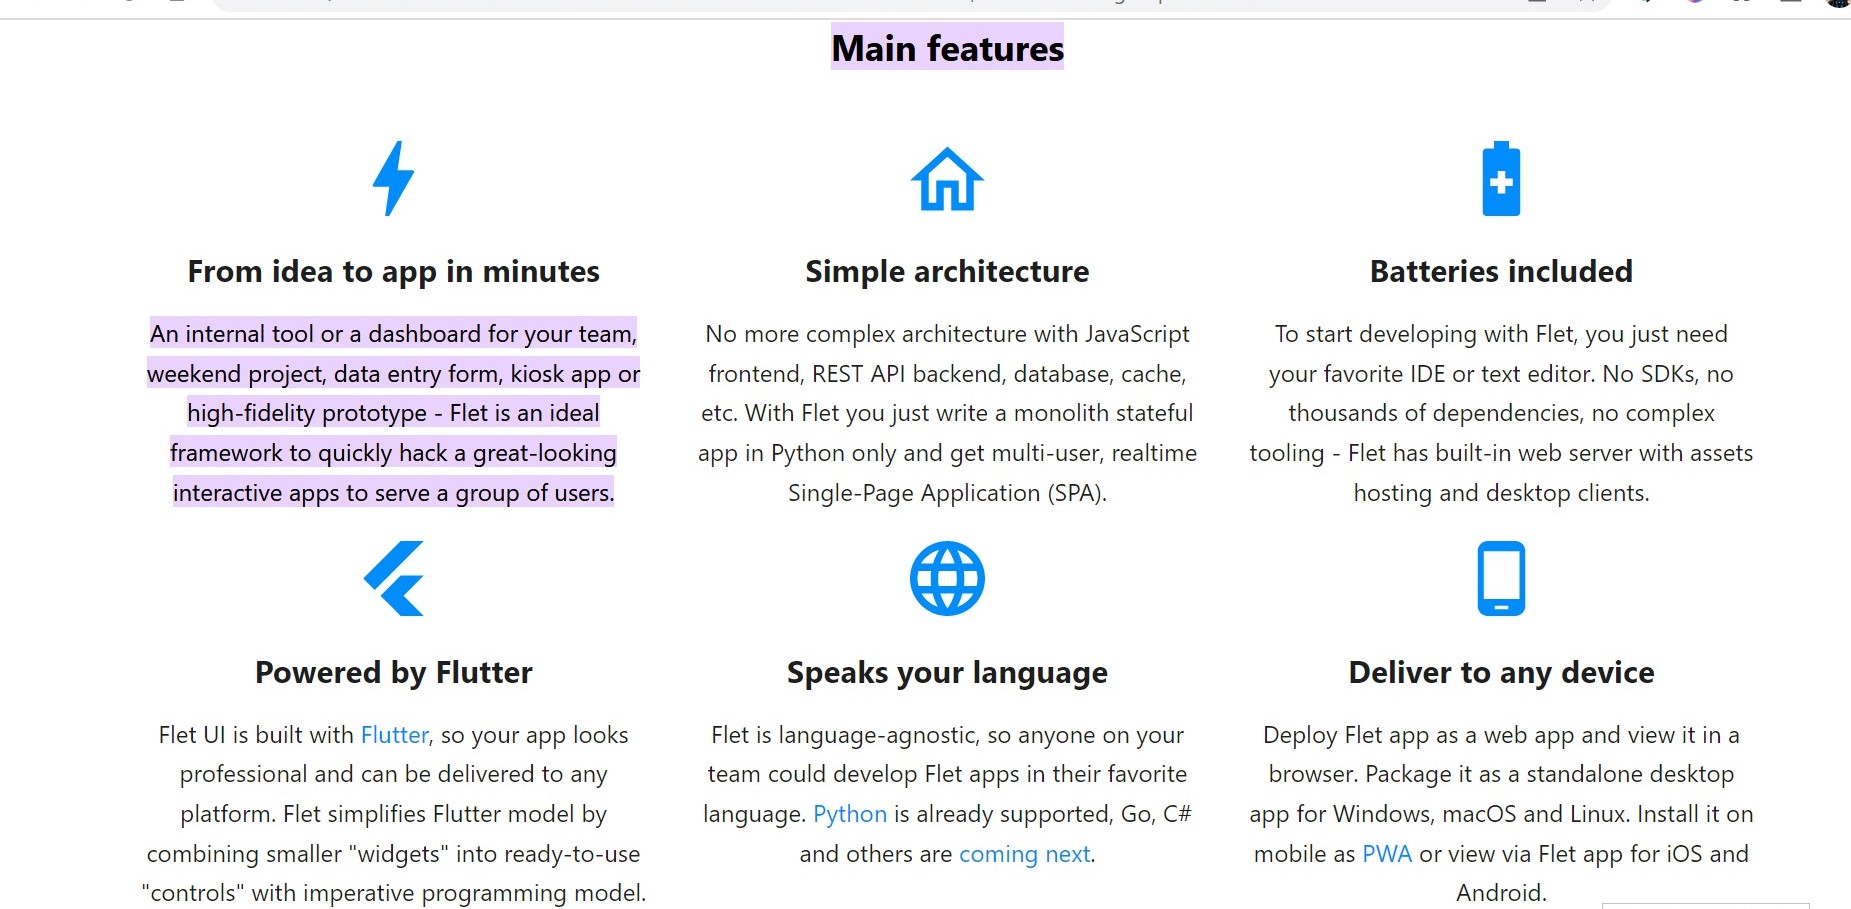 Main features
From idea to app in minutes
An internal tool or a dashboard for your team,
weekend project, data entry form, kiosk app or
high-fidelity prototype - Flet is an ideal
framework to quickly hack a great-looking
interactive apps to serve a group of users.
Simple architecture
No more complex architecture with JavaScript
frontend, REST API backend, database, cache,
etc. With Flet you just write a monolith stateful
app in Python only and get multi-user, realtime
Single-Page Application (SPA).
Batteries included
To start developing with Flet, you just need
your favorite IDE or text editor. No SDKs, no
thousands of dependencies, no complex
tooling - Flet has built-in web server with assets
hosting and desktop clients.
Powered by Flutter
Flet UI is built with Flutter, so your app looks
professional and can be delivered to any
platform. Flet simplifies Flutter model by
combining smaller "widgets" into ready-to-use
"controls" with imperative programming model.
Speaks your language
Flet is language-agnostic, so anyone on your
team could develop Flet apps in their favorite
language. Python is already supported, Go, C#
and others are coming next.
Deliver to any device
Deploy Flet app as a web app and view it in a
browser. Package it as a standalone desktop
app for Windows, macOS and Linux. Install it on
mobile as PWA or view via Flet app for iOS and
Android.